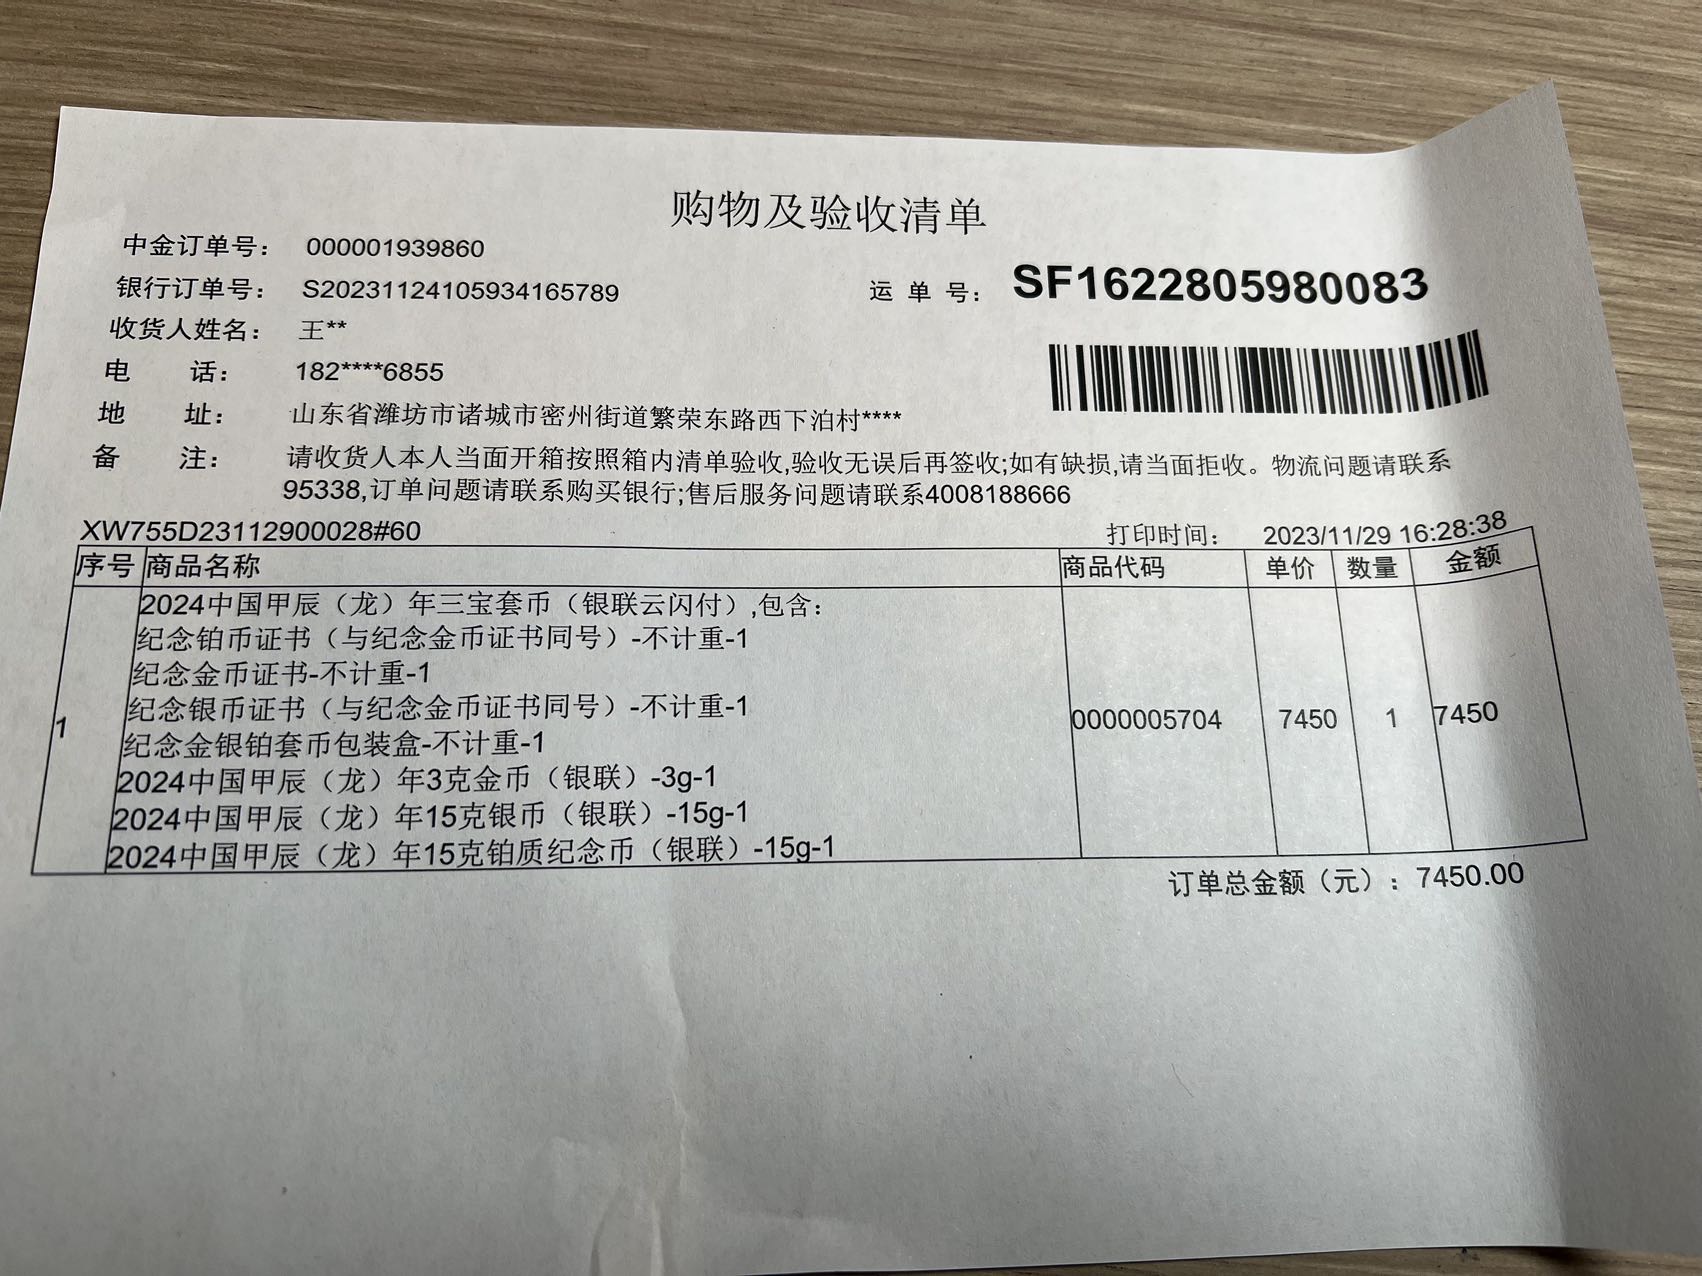 购物及验收清单
中金订单号： 000001939860
银行订单号： S20231124105934165789
运 单 号： SF1622805980083
收货人姓名： 王**
电 话： 182****6855
地 址： 山东省潍坊市诸城市密州街道繁荣东路西下泊村****
备 注： 请收货人本人当面开箱按照箱内清单验收,验收无误后再签收;如有缺损,请当面拒收。物流问题请联系
95338,订单问题请联系购买银行;售后服务问题请联系4008188666
XW755D23112900028#60 打印时间： 2023/11/29 16:28:38
序号 商品名称 商品代码 单价 数量 金额
2024中国甲辰（龙）年三宝套币（银联云闪付）,包含：
纪念铂币证书（与纪念金币证书同号）-不计重-1
纪念金币证书-不计重-1
纪念银币证书（与纪念金币证书同号）-不计重-1
1 0000005704 7450 1 7450
纪念金银铂套币包装盒-不计重-1
2024中国甲辰（龙）年3克金币（银联）-3g-1
2024中国甲辰（龙）年15克银币（银联）-15g-1
2024中国甲辰（龙）年15克铂质纪念币（银联）-15g-1
订单总金额（元）：7450.00